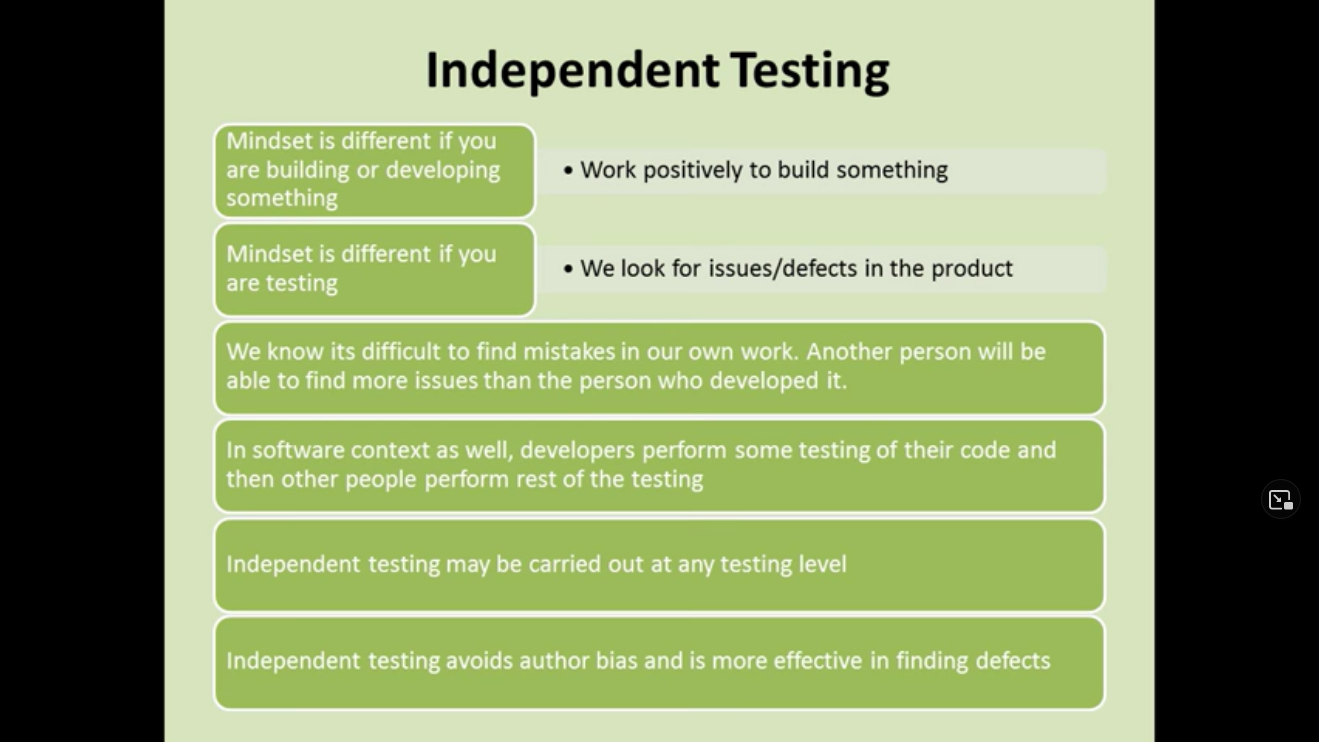 Independent Testing
Mindset is different if you
are building or developing
something
• Work positively to build something
Mindset is different if you
are testing
• We look for issues/defects in the product
We know its difficult to find mistakes in our own work. Another person will be
able to find more issues than the person who developed it.
In software context as well, developers perform some testing of their code and
then other people perform rest of the testing
Independent testing may be carried out at any testing level
Independent testing avoids author bias and is more effective in finding defects